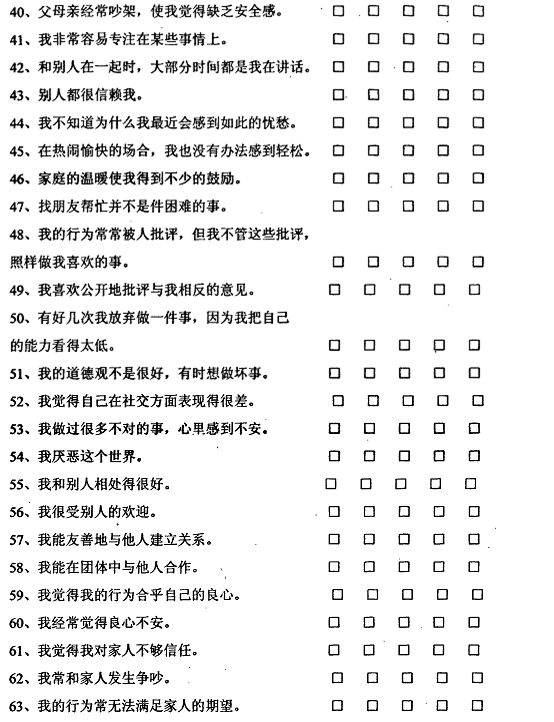 40、父母亲经常吵架，使我觉得缺乏安全感。 □ □ □ □ □
41、我非常容易专注在某些事情上。 □ □ □ □ □
42、和别人在一起时，大部分时间都是我在讲话。 □ □ □ □ □
43、别人都很信赖我。 □ □ □ □ □
44、我不知道为什么我最近会感到如此的忧愁。 □ □ □ □ □
45、在热闹愉快的场合，我也没有办法感到轻松。 □ □ □ □ □
46、家庭的温暖使我得到不少的鼓励。 □ □ □ □ □
47、找朋友帮忙并不是件困难的事。 □ □ □ □ □
48、我的行为常常被人批评，但我不管这些批评，
照样做我喜欢的事。 □ □ □ □ □
49、我喜欢公开地批评与我相反的意见。 □ □ □ □ □
50、有好几次我放弃做一件事，因为我把自己
的能力看得太低。 □ □ □ □ □
51、我的道德观不是很好，有时想做坏事。 □ □ □ □ □
52、我觉得自己在社交方面表现得很差。 □ □ □ □ □
53、我做过很多不对的事，心里感到不安。 □ □ □ □ □
54、我厌恶这个世界。 □ □ □ □ □
55、我和别人相处得很好。 □ □ □ □ □
56、我很受别人的欢迎。 □ □ □ □ □
57、我能友善地与他人建立关系。 □ □ □ □ □
58、我能在团体中与他人合作。 □ □ □ □ □
59、我觉得我的行为合乎自己的良心。 □ □ □ □ □
60、我经常觉得良心不安。 □ □ □ □ □
61、我觉得我对家人不够信任。 □ □ □ □ □
62、我常和家人发生争吵。 □ □ □ □ □
63、我的行为常无法满足家人的期望。 □ □ □ □ □